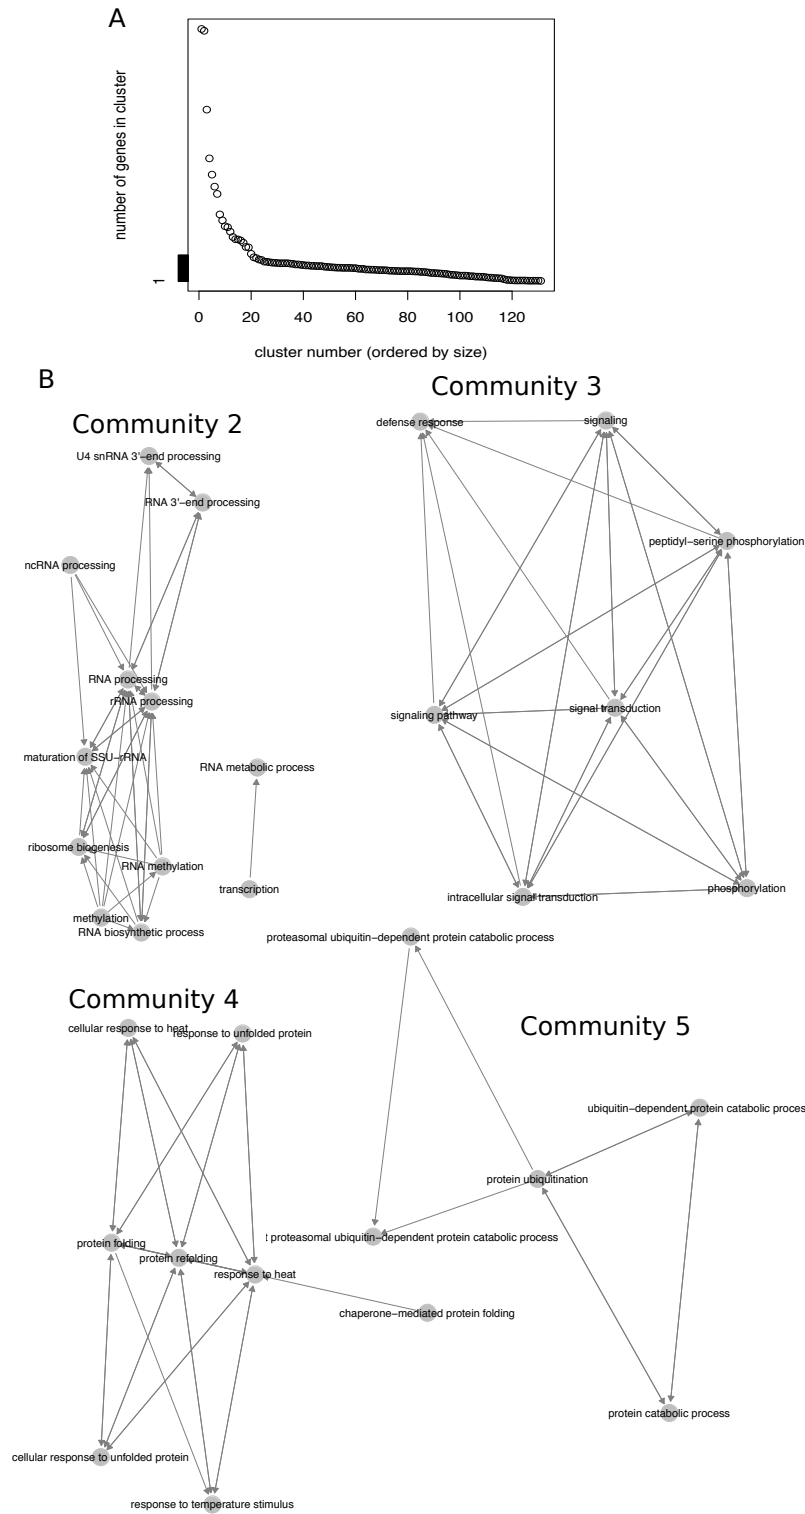 A
number of genes in cluster
1
0 20 40 60 80 100 120
cluster number (ordered by size)
B
Community 3
Community 2
defense response
signaling
U4 snRNA 3'−end processing
RNA 3'−end processing
peptidyl−serine phosphorylation
ncRNA processing
RNA processing
rRNA processing
signaling pathway
signal transduction
maturation of SSU−rRNA
RNA metabolic process
ribosome biogenesis
RNA methylation
transcription
phosphorylation
intracellular signal transduction
methylation
RNA biosynthetic process
proteasomal ubiquitin−dependent protein catabolic process
Community 4
Community 5
cellular response to heat
response to unfolded protein
ubiquitin−dependent protein catabolic proces
protein ubiquitination
protein folding
proteasomal ubiquitin−dependent protein catabolic process
protein refolding
response to heat
chaperone−mediated protein folding
protein catabolic process
cellular response to unfolded protein
response to temperature stimulus